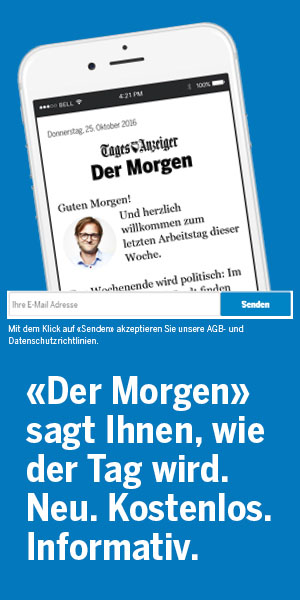 BELL
4:21 PM
100%
Donnerstag, 25. Oktober 2016
Tages Anzeiger
Der Morgen
Guten Morgen!
Und herzlich
willkommen zum
letzten Arbeitstag dieser
Woche.
Wochenende wird politisch: Im
finden
Ihre E-Mail Adresse
Senden
Mit dem Klick auf «Senden» akzeptieren Sie unsere AGB- und
Datenschutzrichtlinien.
«Der Morgen»
sagt Ihnen, wie
der Tag wird.
Neu. Kostenlos.
Informativ.